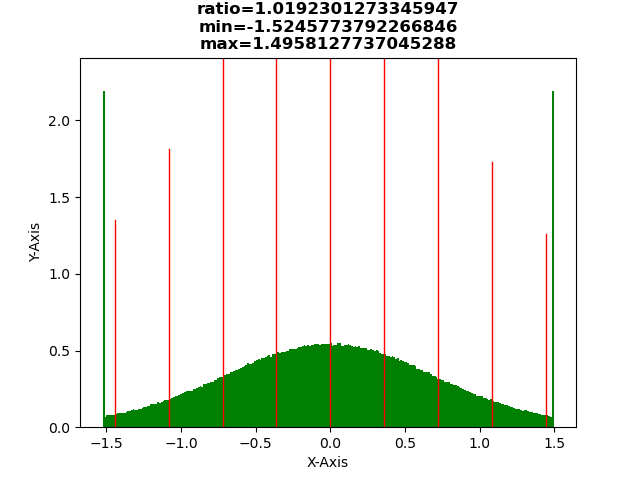 ratio=1.0192301273345947
min=-1.5245773792266846
max=1.4958127737045288
2.0
1.5
1.0
0.5
0.0
Y-Axis
−1.5 −1.0 −0.5 0.0 0.5 1.0 1.5
X-Axis